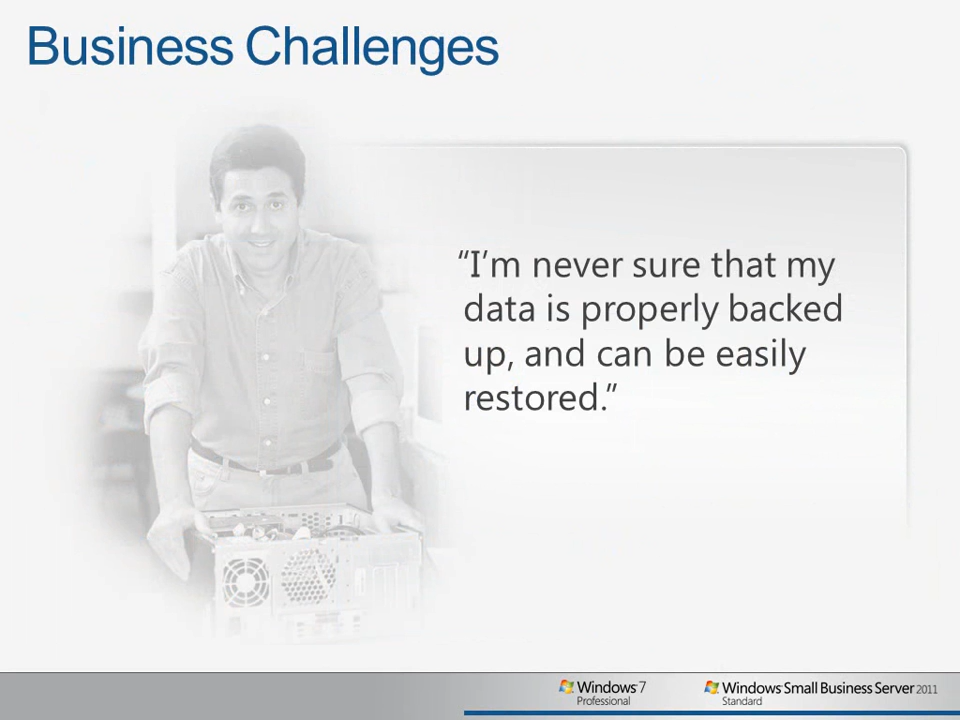 Business Challenges
“I’m never sure that my
data is properly backed
up, and can be easily
restored.”
Windows 7
Professional
Windows Small Business Server 2011
Standard